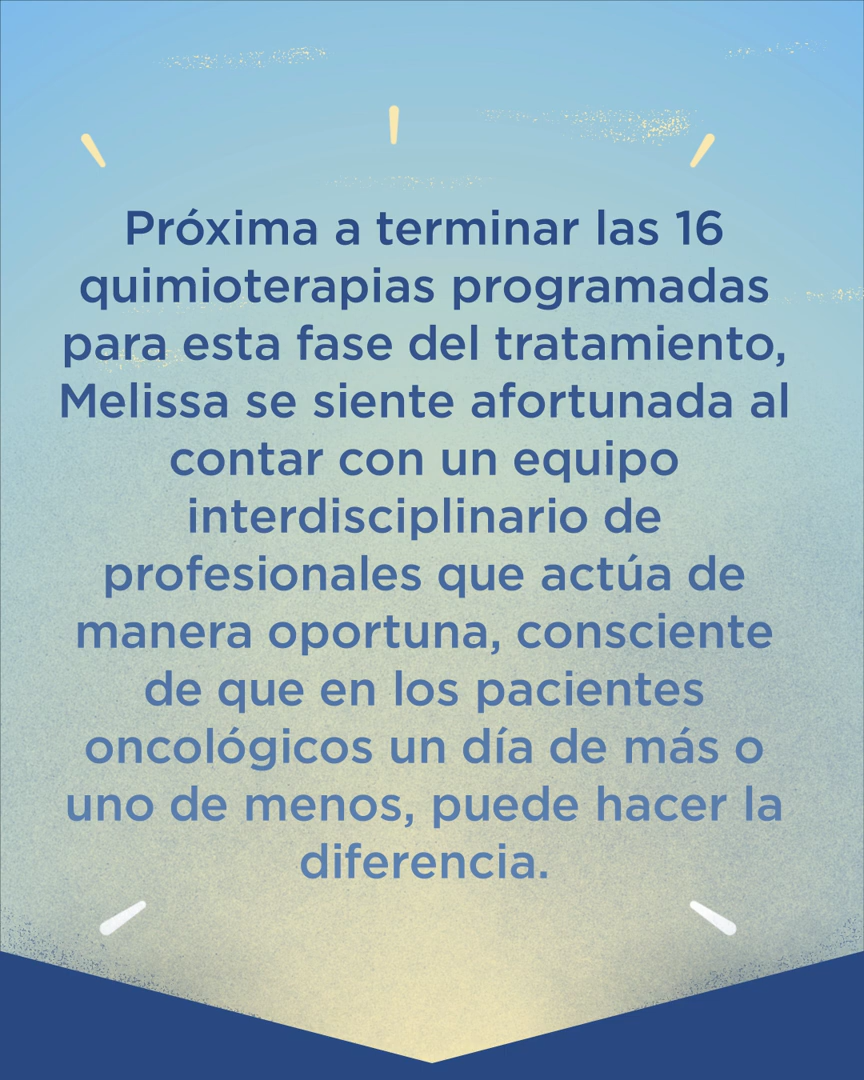 Próxima a terminar las 16
quimioterapias programadas
para esta fase del tratamiento,
Melissa se siente afortunada al
contar con un equipo
interdisciplinario de
profesionales que actúa de
manera oportuna, consciente
de que en los pacientes
oncológicos un día de más o
uno de menos, puede hacer la
diferencia.